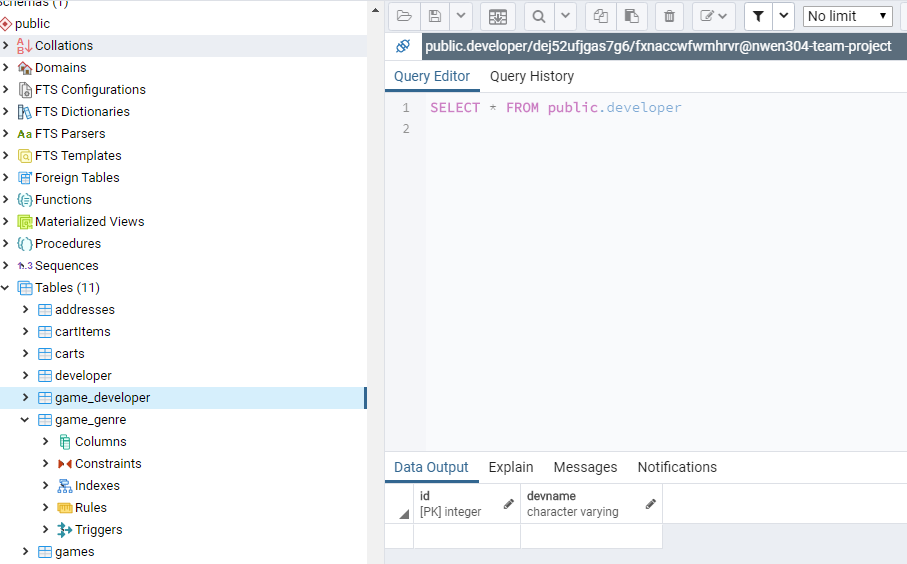 Schemas (1)
public
Collations
Domains
FTS Configurations
FTS Dictionaries
Aa FTS Parsers
FTS Templates
Foreign Tables
Functions
Materialized Views
Procedures
1..3 Sequences
Tables (11)
addresses
cartItems
carts
developer
game_developer
game_genre
Columns
Constraints
Indexes
Rules
Triggers
games
No limit
public.developer/dej52ufjgas7g6/fxnaccwfwmhrvr@nwen304-team-project
Query Editor Query History
1 SELECT * FROM public.developer
2
Data Output Explain Messages Notifications
id devname
[PK] integer character varying